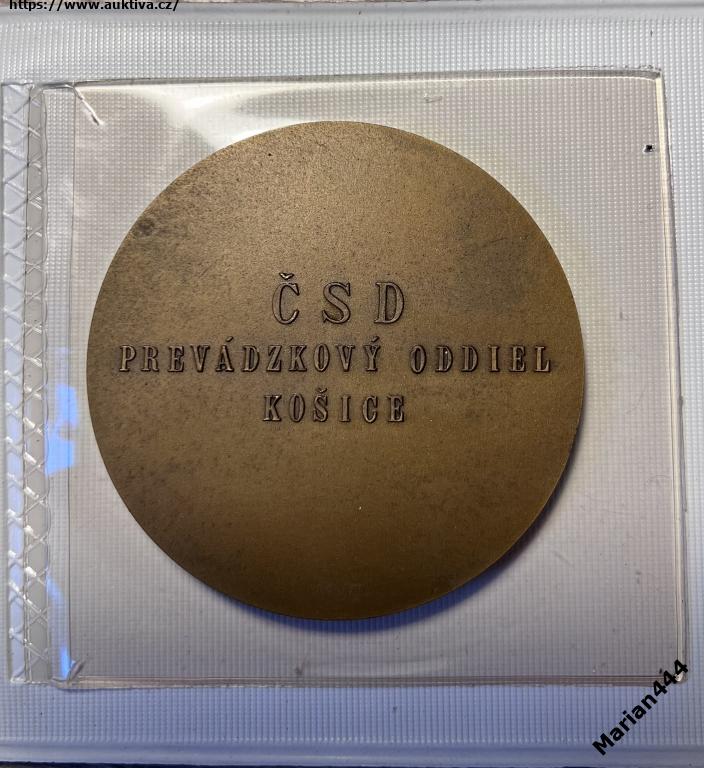 https://www.auktiva.cz/
ČSD
PREVÁDZKOVÝ ODDIEL
KOŠICE
Marian444